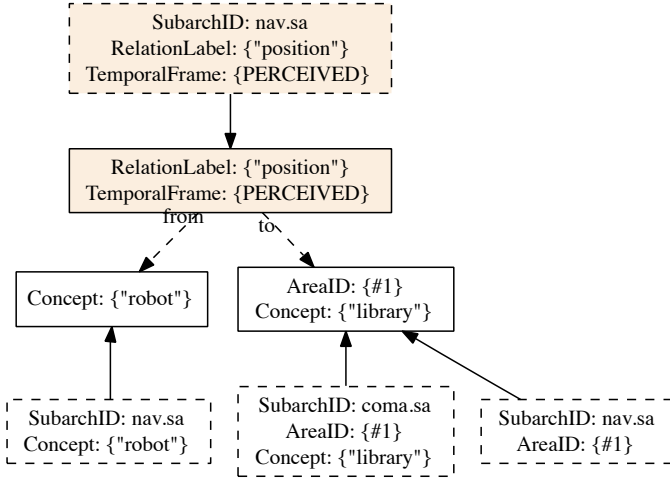 SubarchID: nav.sa
RelationLabel: {"position"}
TemporalFrame: {PERCEIVED}
RelationLabel: {"position"}
TemporalFrame: {PERCEIVED}
from
to
Concept: {"robot"}
AreaID: {#1}
Concept: {"library"}
SubarchID: nav.sa
Concept: {"robot"}
SubarchID: coma.sa
AreaID: {#1}
Concept: {"library"}
SubarchID: nav.sa
AreaID: {#1}